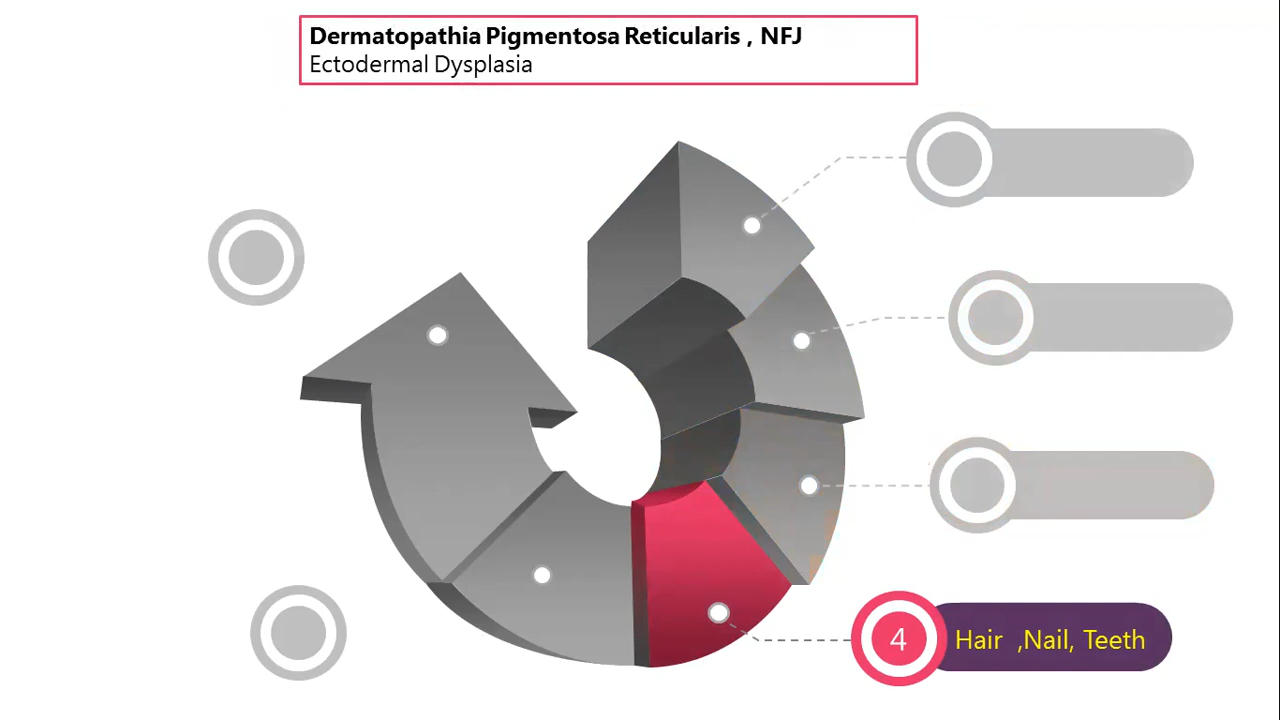 Dermatopathia Pigmentosa Reticularis , NFJ
Ectodermal Dysplasia
4
Hair ,Nail, Teeth